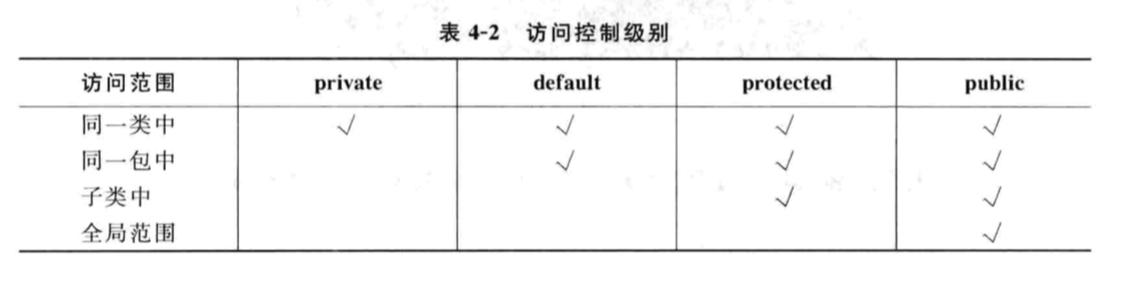 表 4-2 访问控制级别
访问范围 private default protected public
同一类中 √ √ √ √
同一包中 √ √ √
子类中 √ √
全局范围 √